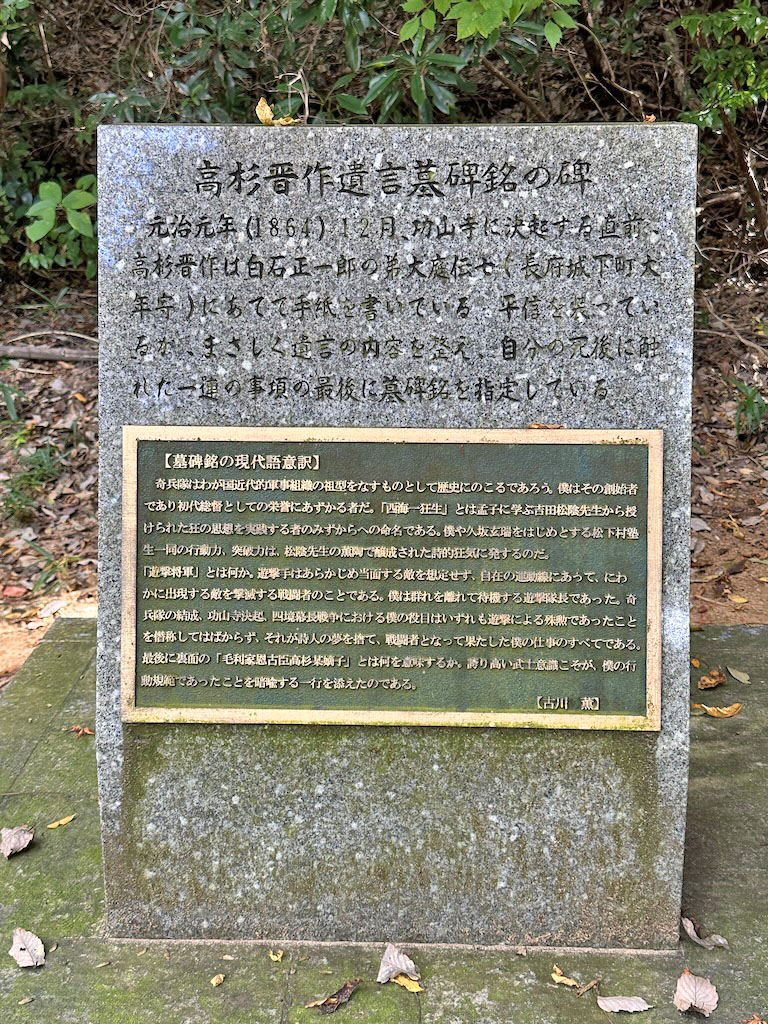 高杉晋作遺言墓碑銘の碑
元治元年(1864)12月、功山寺に決起する直前、
高杉晋作は白石正一郎の弟大庭伝七(長府城下町大
年寄)にあてて手紙を書いている。平信を装ってい
るが、まさしく遺言の内容を整え、自分の死後に触
れた一連の事項の最後に墓碑銘を指定している。
【墓碑銘の現代語意訳】
奇兵隊はわが国近代的軍事組織の祖型をなすものとして歴史にのこるであろう。僕はその創始者
であり初代総督としての栄誉にあずかる者だ。「西海一狂生」とは孟子に学ぶ吉田松陰先生から授
けられた狂の思想を実践する者のみずからへの命名である。僕や久坂玄瑞をはじめとする松下村塾
生一同の行動力、突破力は、松陰先生の薫陶で醸成された詩的狂気に発するのだ。
「遊撃将軍」とは何か。遊撃手はあらかじめ当面する敵を想定せず、自在の運動線にあって、にわ
かに出現する敵を撃滅する戦闘者のことである。僕は群れを離れて待機する遊撃隊長であった。奇
兵隊の結成、功山寺決起、四境幕長戦争における僕の役目はいずれも遊撃による殊勲であったこと
を僭称してはばからず、それが詩人の夢を捨て、戦闘者となって果たした僕の仕事のすべてである。
最後に裏面の「毛利家恩古臣高杉某嫡子」とは何を意味するか。誇り高い武士意識こそが、僕の行
動規範であったことを暗喩する一行を添えたのである。
【古川 薫】